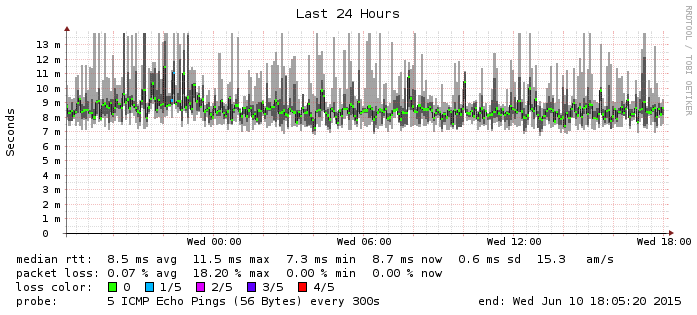 Last 24 Hours
RRDTOOL / TOBI OETIKER
Seconds
13 m
12 m
11 m
10 m
9 m
8 m
7 m
6 m
5 m
4 m
3 m
2 m
1 m
0
Wed 00:00 Wed 06:00 Wed 12:00 Wed 18:00
median rtt: 8.5 ms avg 11.5 ms max 7.3 ms min 8.7 ms now 0.6 ms sd 15.3 am/s
packet loss: 0.07 % avg 18.20 % max 0.00 % min 0.00 % now
loss color: 0 1/5 2/5 3/5 4/5
probe: 5 ICMP Echo Pings (56 Bytes) every 300s end: Wed Jun 10 18:05:20 2015